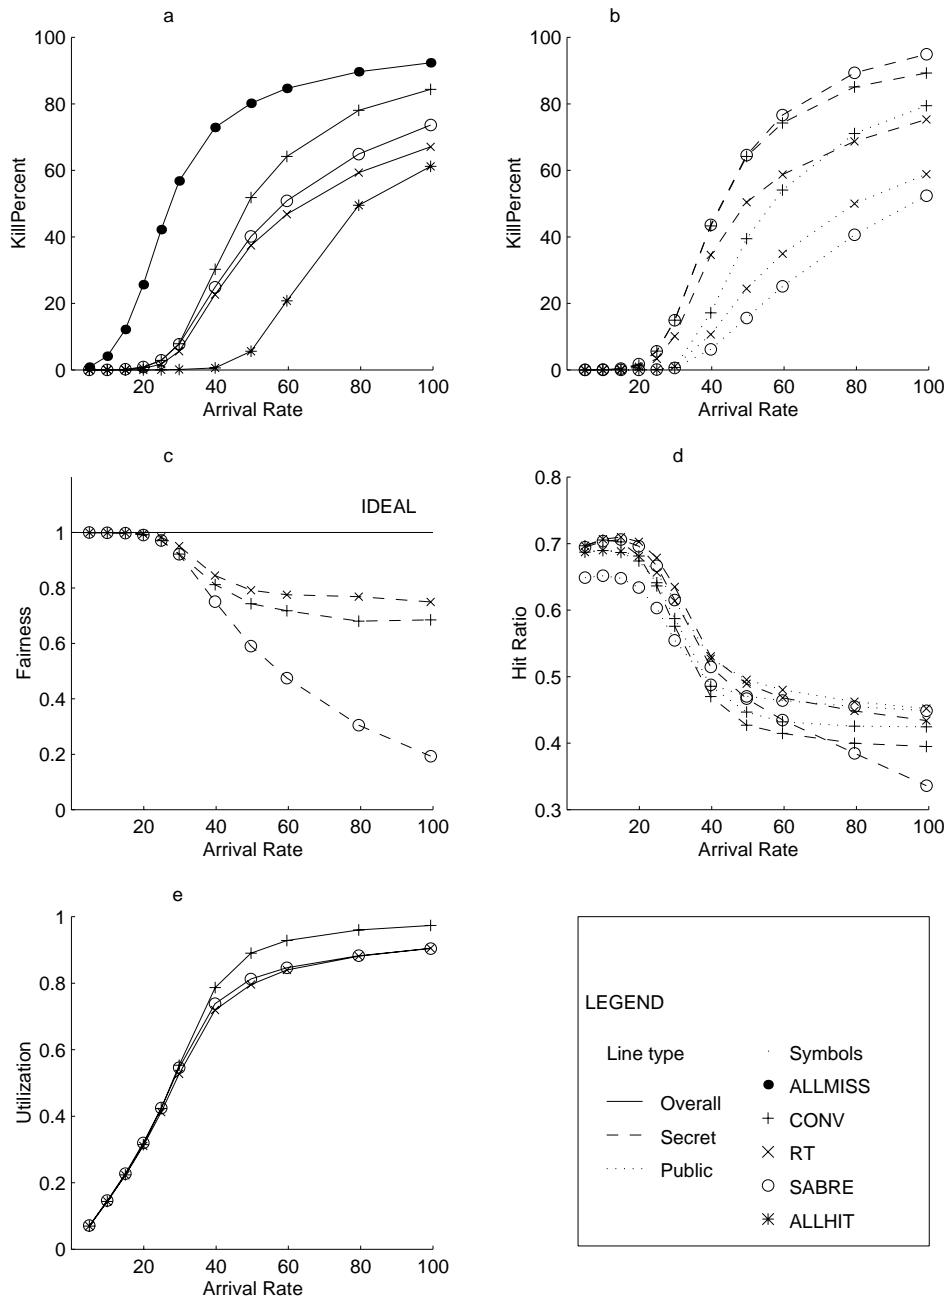 a
100
80
60
40
20
0
KillPercent
20 40 60 80 100
Arrival Rate
b
100
80
60
40
20
0
KillPercent
20 40 60 80 100
Arrival Rate
c
IDEAL
1
0.8
0.6
0.4
0.2
0
Fairness
20 40 60 80 100
Arrival Rate
d
0.8
0.7
0.6
0.5
0.4
0.3
Hit Ratio
20 40 60 80 100
Arrival Rate
e
1
0.8
0.6
0.4
0.2
0
Utilization
20 40 60 80 100
Arrival Rate
LEGEND
Line type
Overall
Secret
Public
Symbols
ALLMISS
CONV
RT
SABRE
ALLHIT